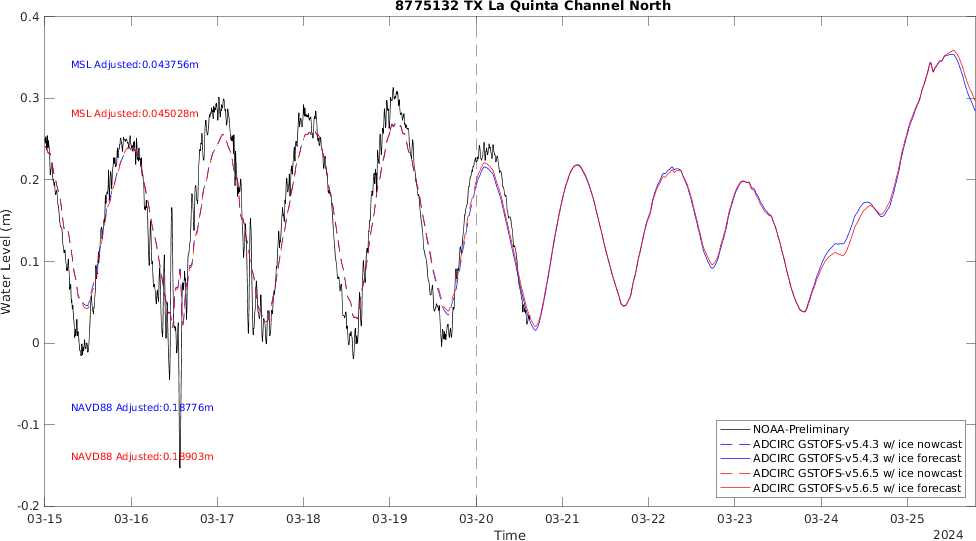 8775132 TX La Quinta Channel North
0.4
0.3
0.2
0.1
0
-0.1
-0.2
Water Level (m)
MSL Adjusted:0.043756m
MSL Adjusted:0.045028m
NAVD88 Adjusted:0.18776m
NAVD88 Adjusted:0.18903m
NOAA-Preliminary
ADCIRC GSTOFS-v5.4.3 w/ ice nowcast
ADCIRC GSTOFS-v5.4.3 w/ ice forecast
ADCIRC GSTOFS-v5.6.5 w/ ice nowcast
ADCIRC GSTOFS-v5.6.5 w/ ice forecast
03-15 03-16 03-17 03-18 03-19 03-20 03-21 03-22 03-23 03-24 03-25
Time
2024